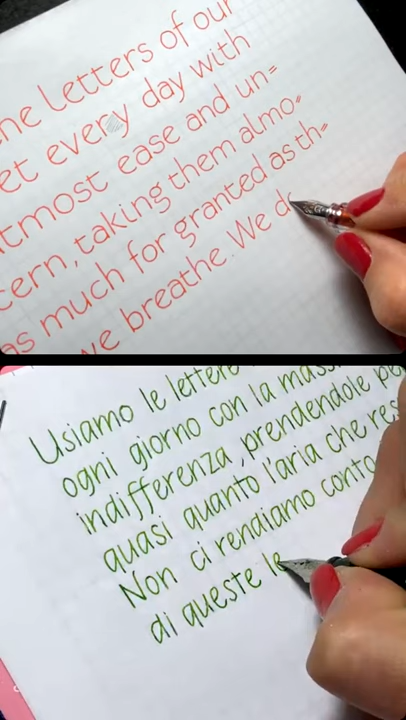 he letters of our
et every day with
utmost ease and un=
cern, taking them almo=
as much for granted as th=
we breathe. We d
Usiamo le lettere
ogni giorno con la mass
indifferenza, prendendole pe
quasi quanto l'aria che res
Non ci rendiamo conto
di queste le